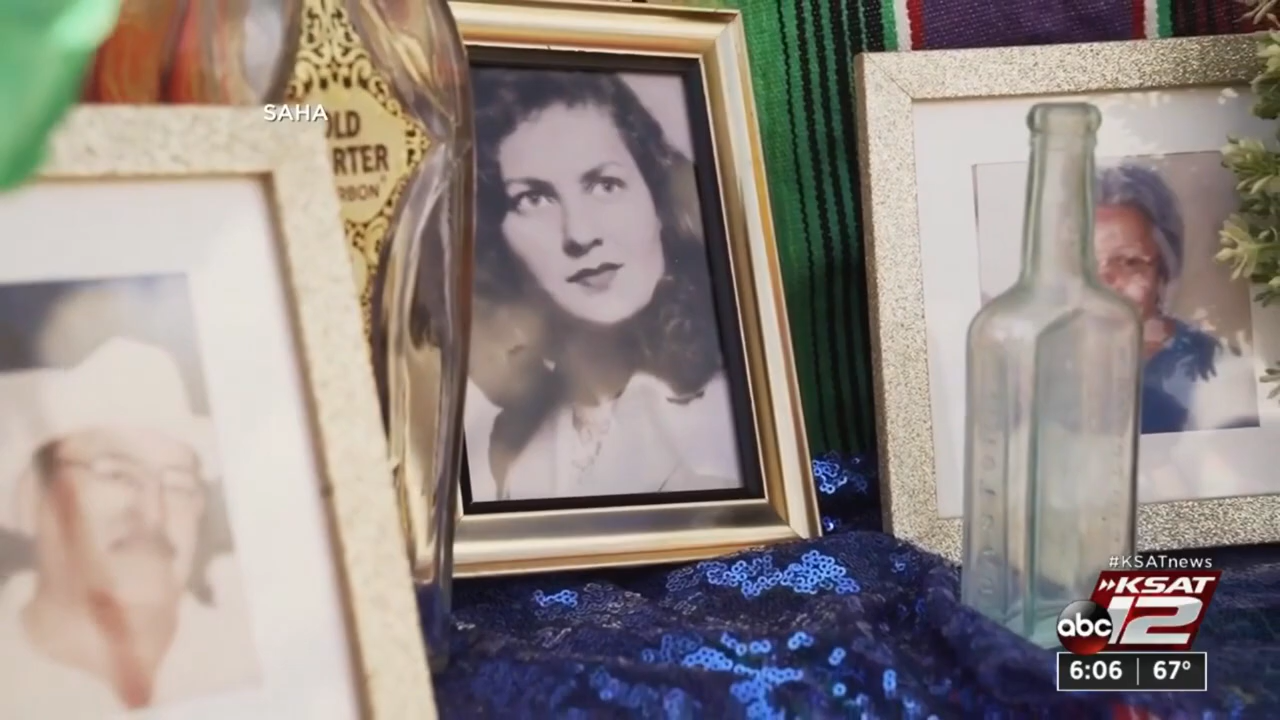 SAHA
OLD
RTER
RBON
#KSATnews
KSAT
abc 12
6:06 67°